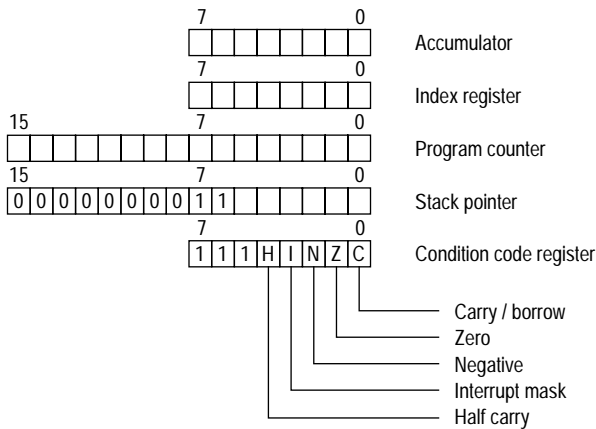 7 0
Accumulator
7 0
Index register
15 7 0
Program counter
15 7 0
0 0 0 0 0 0 0 0 1 1 Stack pointer
7 0
1 1 1 H I N Z C Condition code register
Carry / borrow
Zero
Negative
Interrupt mask
Half carry